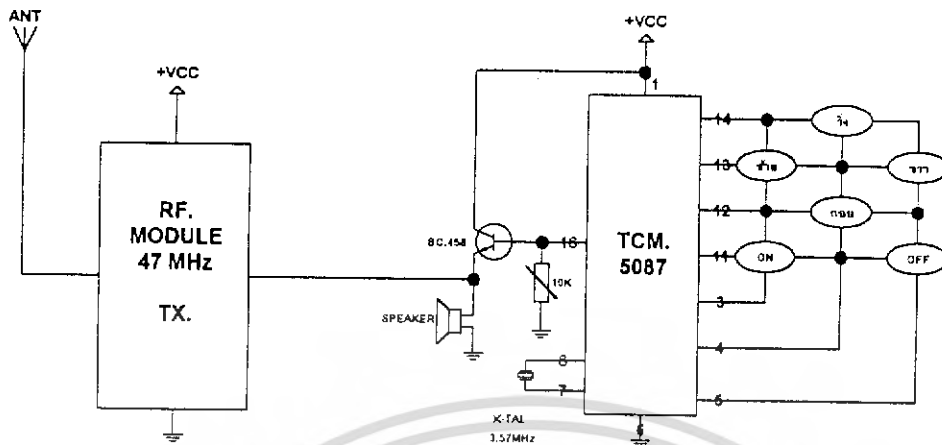 ANT
+VCC
RF.
MODULE
47 MHz
TX.
+VCC
1
BC.458
16
10K
SPEAKER
8
7
X-TAL
3.57MHz
TCM.
5087
14
13
12
11
3
4
5
วิ่ง
ซ้าย
ขวา
ถอย
ON
OFF
6